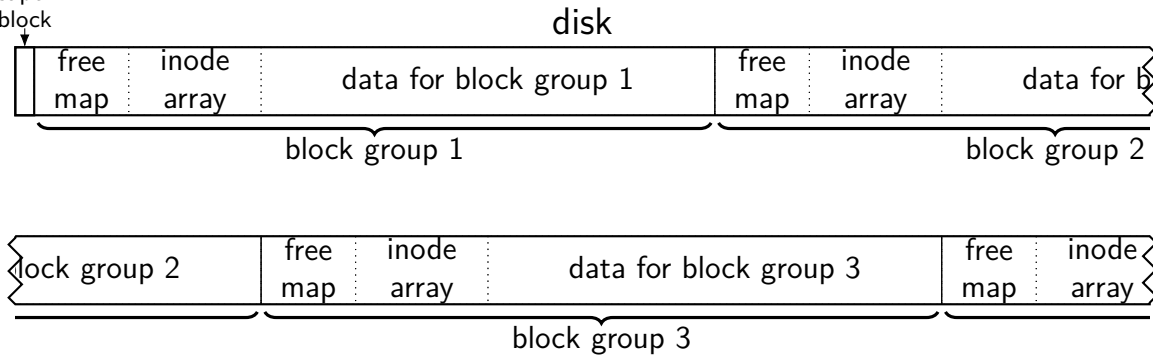 block
disk
free
map
inode
array
data for block group 1
free
map
inode
array
data for b
block group 1
block group 2
lock group 2
free
map
inode
array
data for block group 3
free
map
inode
array
block group 3